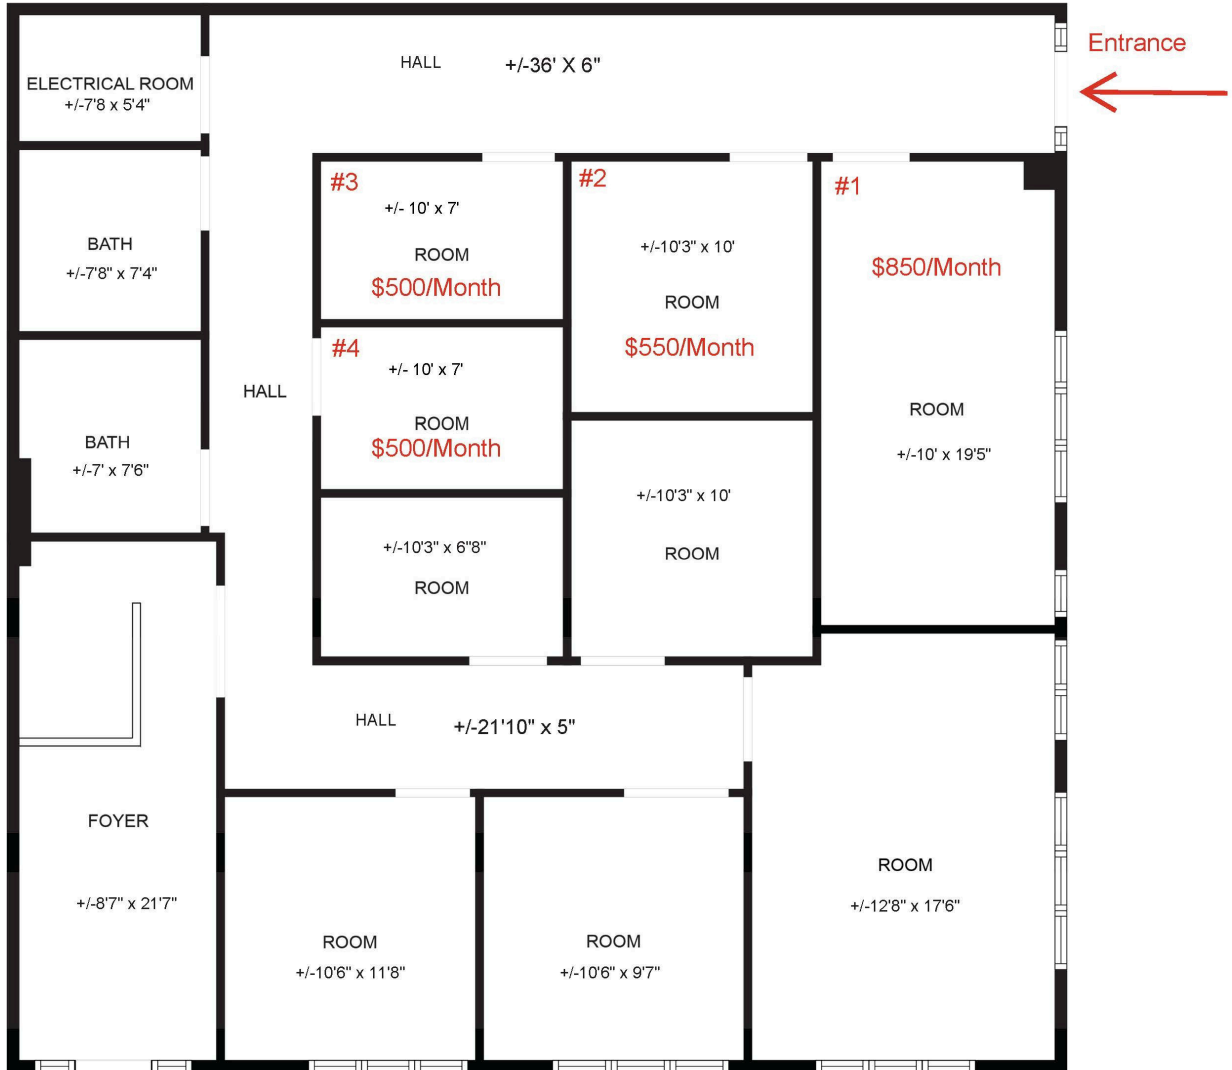 HALL +/-36' X 6"
Entrance
ELECTRICAL ROOM
+/-7'8 x 5'4"
#3
+/- 10' x 7'
ROOM
$500/Month
#2
+/-10'3" x 10'
ROOM
$550/Month
#1
$850/Month
ROOM
+/-10' x 19'5"
BATH
+/-7'8" x 7'4"
#4
+/- 10' x 7'
ROOM
$500/Month
HALL
BATH
+/-7' x 7'6"
+/-10'3" x 6"8"
ROOM
+/-10'3" x 10'
ROOM
HALL +/-21'10" x 5"
FOYER
+/-8'7" x 21'7"
ROOM
+/-10'6" x 11'8"
ROOM
+/-10'6" x 9'7"
ROOM
+/-12'8" x 17'6"